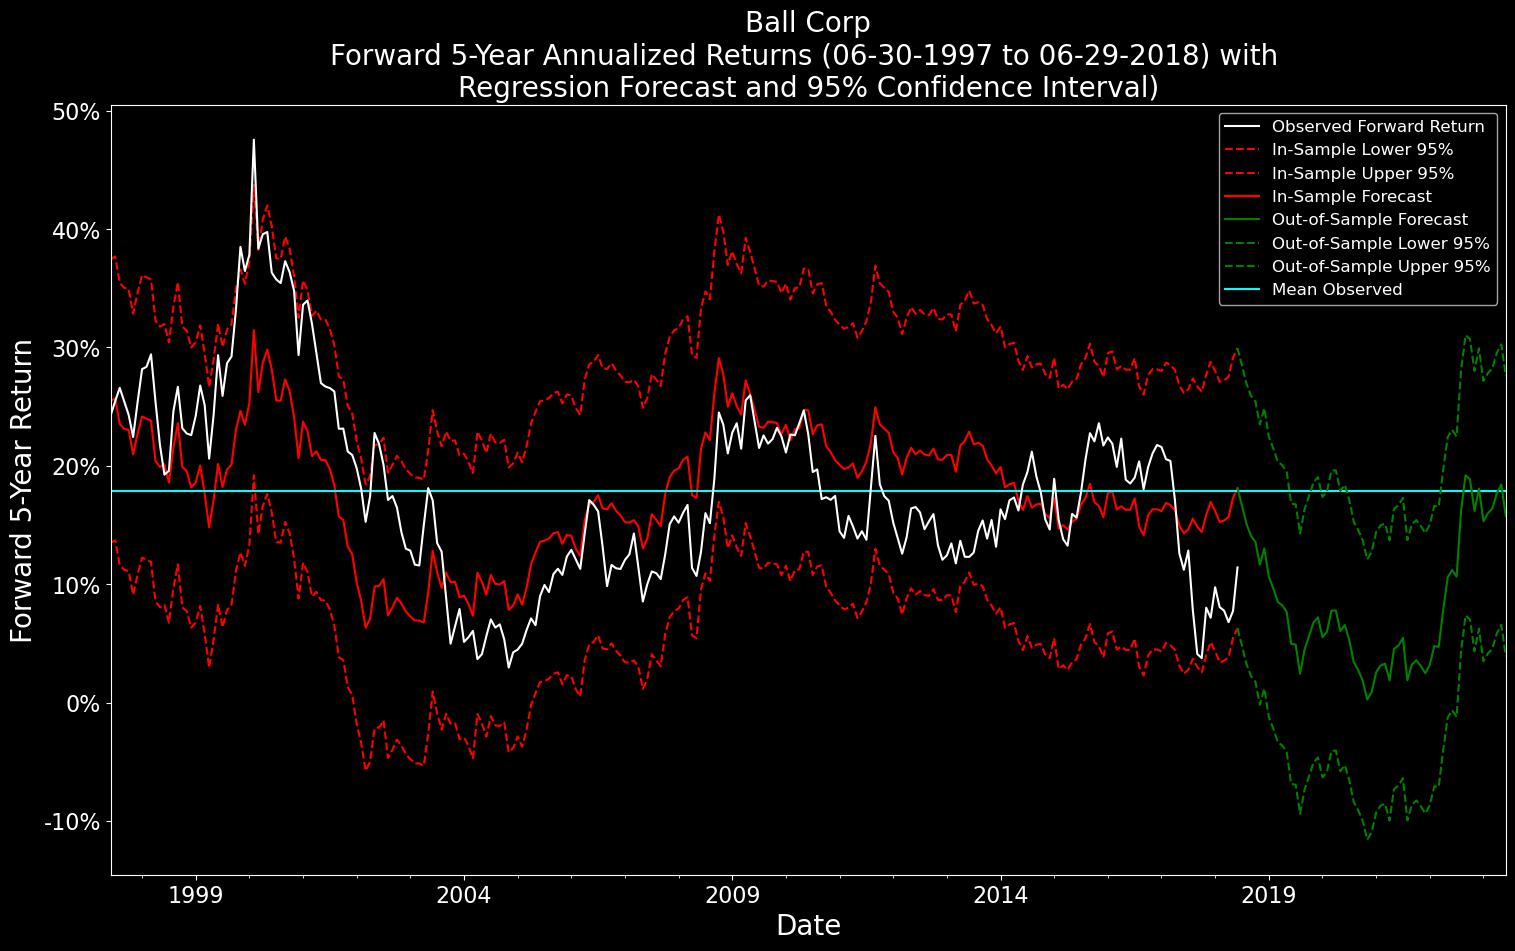 Ball Corp
Forward 5-Year Annualized Returns (06-30-1997 to 06-29-2018) with
Regression Forecast and 95% Confidence Interval)
Forward 5-Year Return
50%
40%
30%
20%
10%
0%
-10%
Observed Forward Return
In-Sample Lower 95%
In-Sample Upper 95%
In-Sample Forecast
Out-of-Sample Forecast
Out-of-Sample Lower 95%
Out-of-Sample Upper 95%
Mean Observed
1999
2004
2009
2014
2019
Date